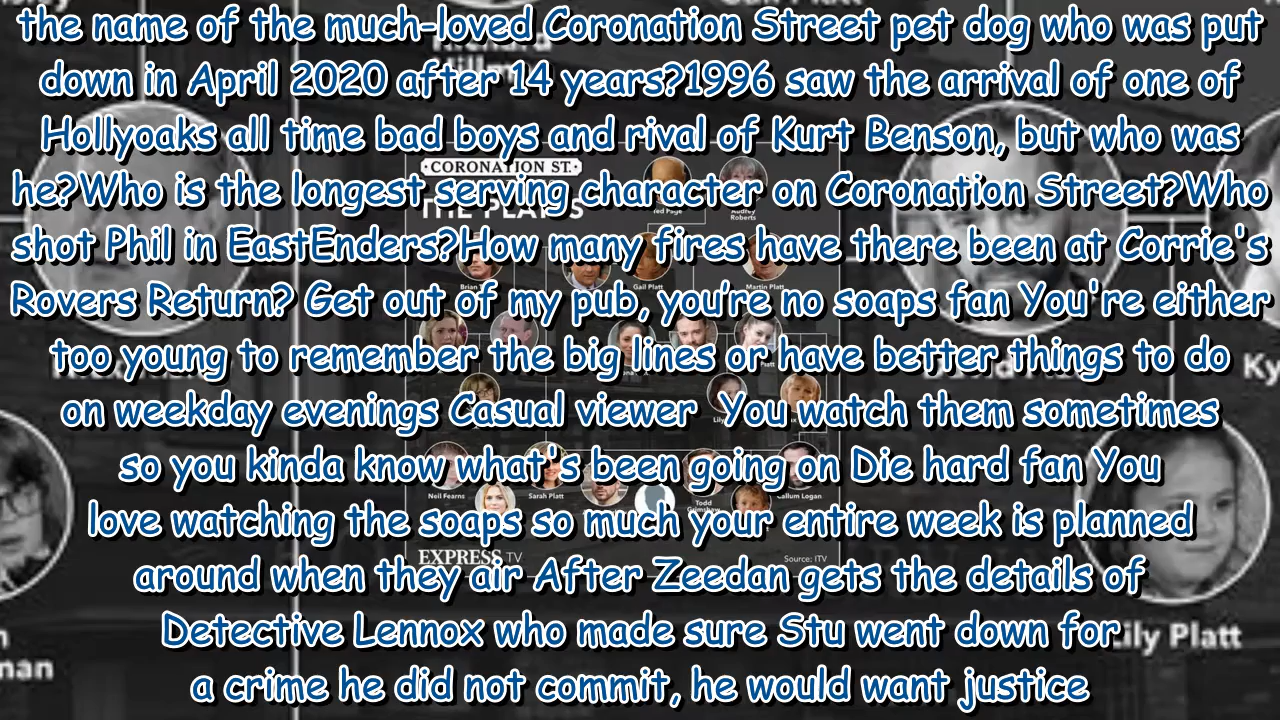 the name of the much-loved Coronation Street pet dog who was put
down in April 2020 after 14 years?1996 saw the arrival of one of
Hollyoaks all time bad boys and rival of Kurt Benson, but who was
he?Who is the longest serving character on Coronation Street?Who
shot Phil in EastEnders?How many fires have there been at Corrie's
Rovers Return? Get out of my pub, you’re no soaps fan You're either
too young to remember the big lines or have better things to do
on weekday evenings Casual viewer  You watch them sometimes
so you kinda know what's been going on Die hard fan You
love watching the soaps so much your entire week is planned
around when they air After Zeedan gets the details of
Detective Lennox who made sure Stu went down for
a crime he did not commit, he would want justice
CORONATION ST.
THE PLATTS
Ted Page
Audrey Roberts
Gail Platt
Martin Platt
Neil Fearns
Sarah Platt
Todd Grimshaw
Callum Logan
EXPRESS TV
Source: ITV
Lily Platt